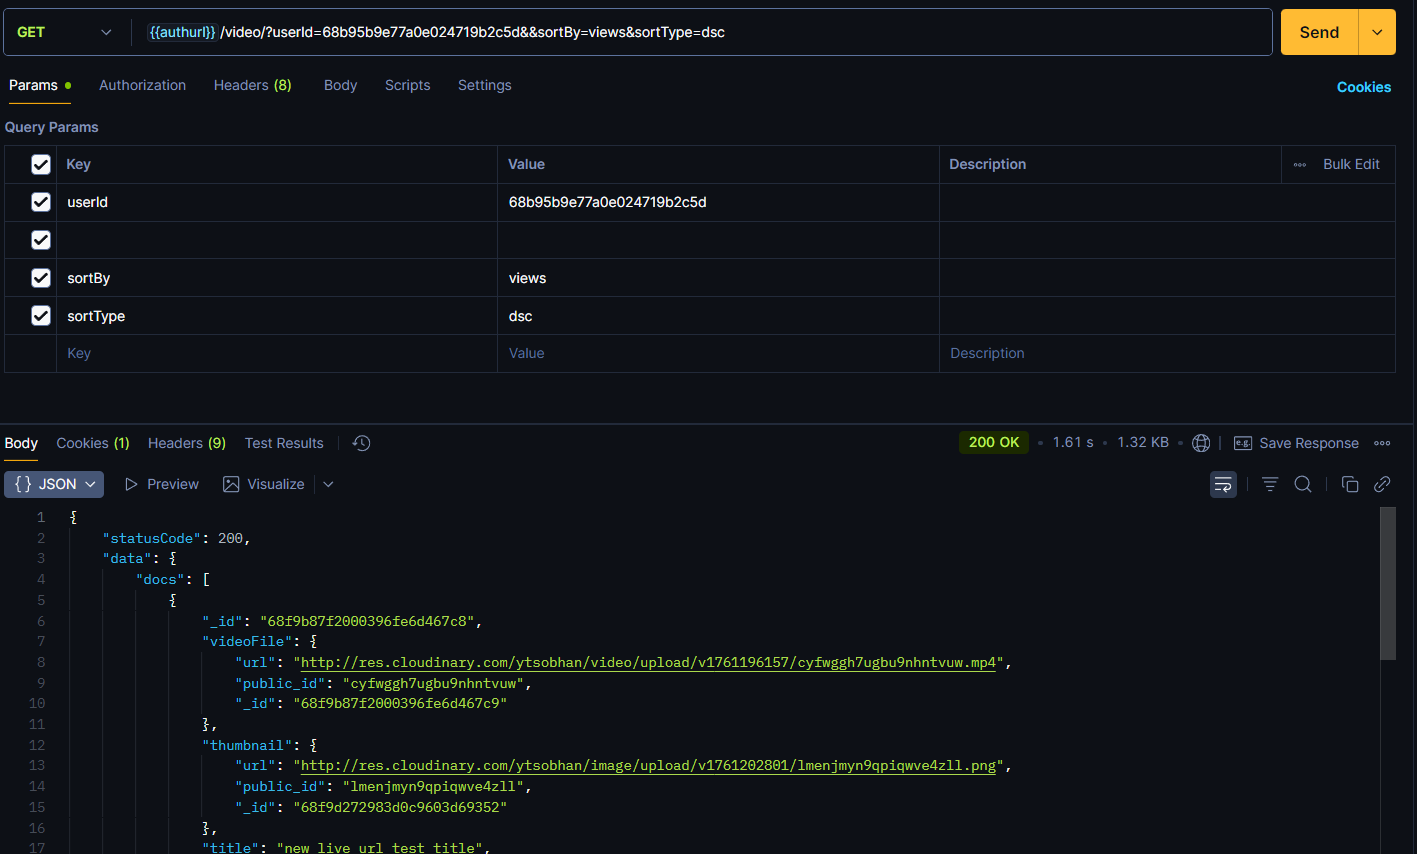 GET {{authurl}}/video/?userId=68b95b9e77a0e024719b2c5d&&sortBy=views&sortType=dsc Send
Params Authorization Headers (8) Body Scripts Settings Cookies
Query Params
Key Value Description Bulk Edit
userId 68b95b9e77a0e024719b2c5d
sortBy views
sortType dsc
Key Value Description
Body Cookies (1) Headers (9) Test Results 200 OK 1.61 s 1.32 KB e.g. Save Response
{} JSON Preview Visualize
1 {
2 "statusCode": 200,
3 "data": {
4 "docs": [
5 {
6 "_id": "68f9b87f2000396fe6d467c8",
7 "videoFile": {
8 "url": "http://res.cloudinary.com/ytsobhan/video/upload/v1761196157/cyfwggh7ugbu9nhntvuw.mp4",
9 "public_id": "cyfwggh7ugbu9nhntvuw",
10 "_id": "68f9b87f2000396fe6d467c9"
11 },
12 "thumbnail": {
13 "url": "http://res.cloudinary.com/ytsobhan/image/upload/v1761202801/lmenjmyn9qpiqwve4zll.png",
14 "public_id": "lmenjmyn9qpiqwve4zll",
15 "_id": "68f9d272983d0c9603d69352"
16 },
17 "title": "new live url test title",